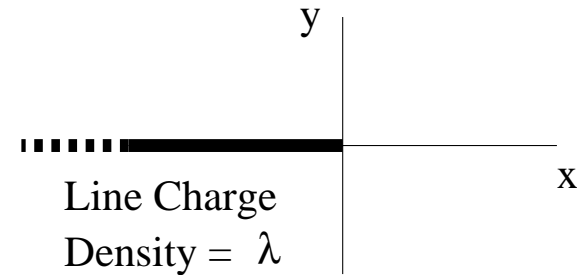 y
x
Line Charge
Density = λ